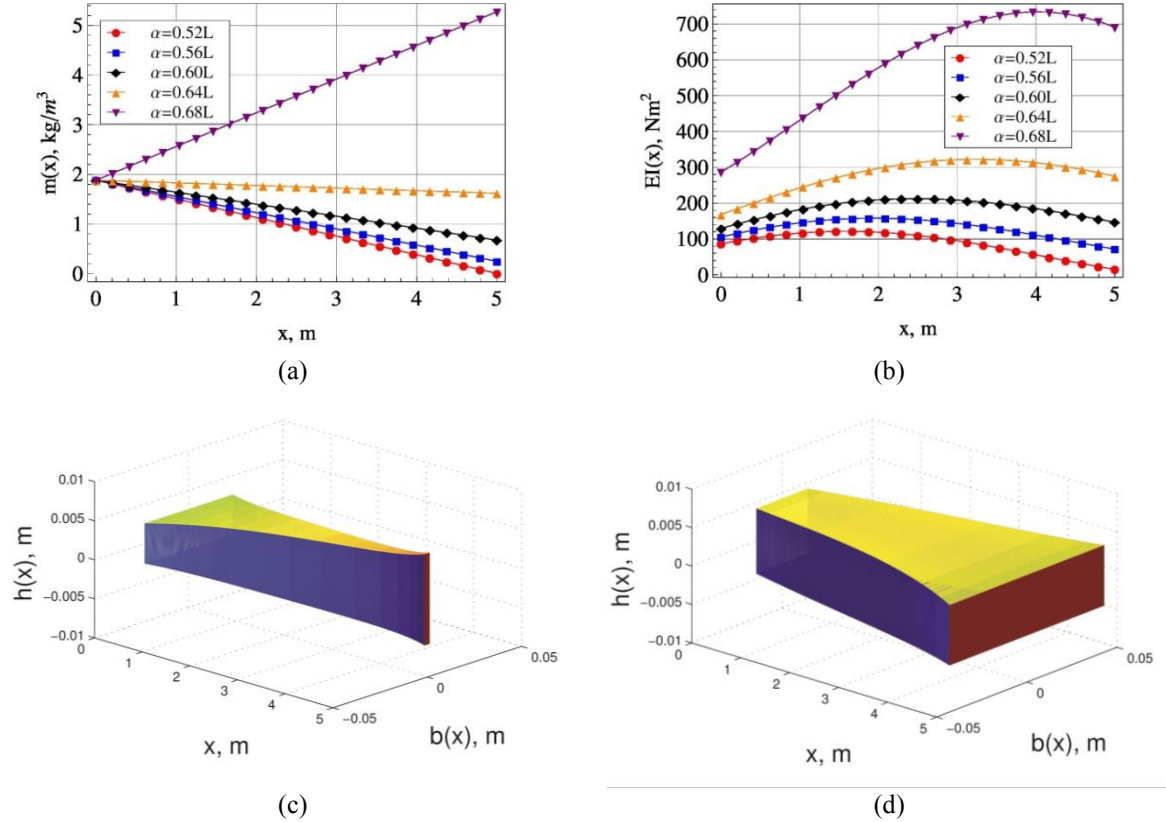 m(x), kg/m³
5
4
3
2
1
0
α=0.52L
α=0.56L
α=0.60L
α=0.64L
α=0.68L
0 1 2 3 4 5
x, m
(a)
EI(x), Nm²
700
600
500
400
300
200
100
0
α=0.52L
α=0.56L
α=0.60L
α=0.64L
α=0.68L
0 1 2 3 4 5
x, m
(b)
h(x), m
0.01
0.005
0
−0.005
−0.01
0 1 2 3 4 5
x, m
−0.05 0 0.05
b(x), m
(c)
h(x), m
0.01
0.005
0
−0.005
−0.01
0 1 2 3 4 5
x, m
−0.05 0 0.05
b(x), m
(d)